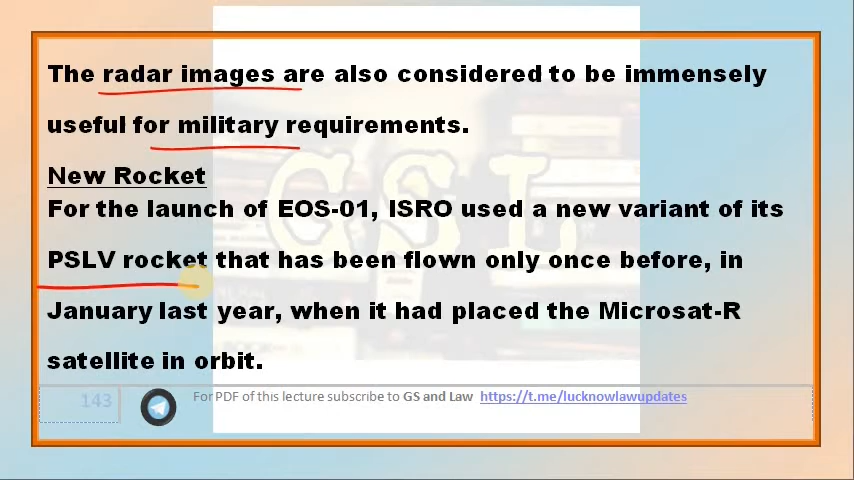 The radar images are also considered to be immensely
useful for military requirements.
New Rocket
For the launch of EOS-01, ISRO used a new variant of its
PSLV rocket that has been flown only once before, in
January last year, when it had placed the Microsat-R
satellite in orbit.
143
For PDF of this lecture subscribe to GS and Law https://t.me/lucknowlawupdates
GSL